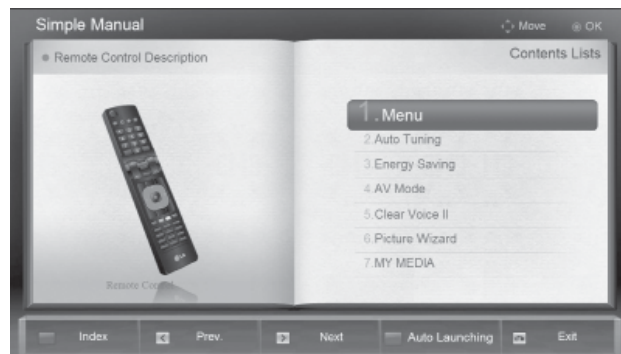 Simple Manual
Move
OK
Remote Control Description
Contents Lists
1.Menu
2.Auto Tuning
3.Energy Saving
4.AV Mode
5.Clear Voice II
6.Picture Wizard
7.MY MEDIA
LG
Remote Control
Index
Prev.
Next
Auto Launching
Exit